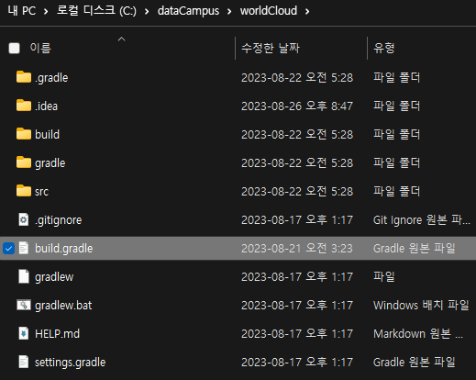 내 PC > 로컬 디스크 (C:) > dataCampus > worldCloud >
이름 수정한 날짜 유형
.gradle 2023-08-22 오전 5:28 파일 폴더
.idea 2023-08-26 오후 8:47 파일 폴더
build 2023-08-22 오전 5:28 파일 폴더
gradle 2023-08-22 오전 5:28 파일 폴더
src 2023-08-22 오전 5:28 파일 폴더
.gitignore 2023-08-17 오후 1:17 Git Ignore 원본 파...
build.gradle 2023-08-21 오전 3:23 Gradle 원본 파일
gradlew 2023-08-17 오후 1:17 파일
gradlew.bat 2023-08-17 오후 1:17 Windows 배치 파일
HELP.md 2023-08-17 오후 1:17 Markdown 원본 ...
settings.gradle 2023-08-17 오후 1:17 Gradle 원본 파일